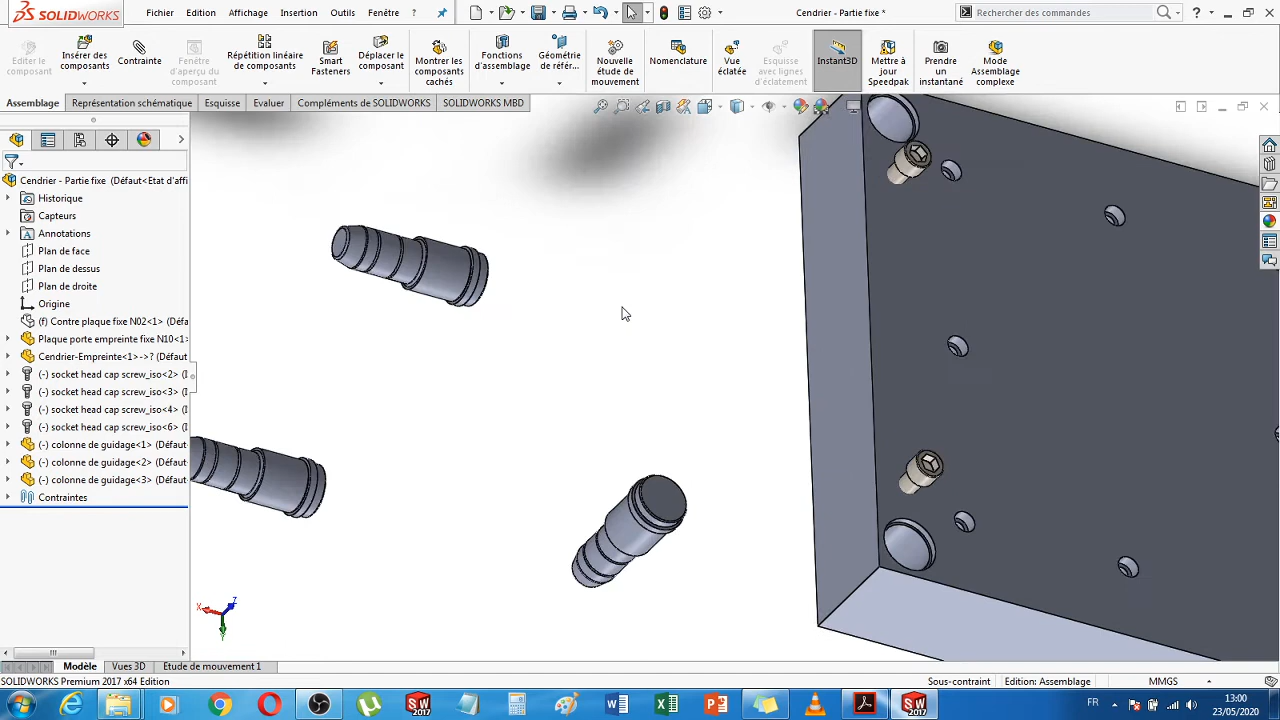 SOLIDWORKS
Fichier Edition Affichage Insertion Outils Fenêtre ?
Cendrier - Partie fixe *
Rechercher des commandes
?
Editer le composant
Insérer des composants
Contrainte
Fenêtre d'aperçu du composant
Répétition linéaire de composants
Smart Fasteners
Déplacer le composant
Montrer les composants cachés
Fonctions d'assemblage
Géométrie de référ...
Nouvelle étude de mouvement
Nomenclature
Vue éclatée
Esquisse avec lignes d'éclatement
Instant3D
Mettre à jour Speedpak
Prendre un instantané
Mode Assemblage complexe
Assemblage Représentation schématique Esquisse Evaluer Compléments de SOLIDWORKS SOLIDWORKS MBD
Cendrier - Partie fixe (Défaut<Etat d'affi
Historique
Capteurs
Annotations
Plan de face
Plan de dessus
Plan de droite
Origine
(f) Contre plaque fixe N02<1> (Défa
Plaque porte empreinte fixe N10<1>
Cendrier-Empreinte<1>->? (Défaut
(-) socket head cap screw_iso<2> (I
(-) socket head cap screw_iso<3> (I
(-) socket head cap screw_iso<4> (I
(-) socket head cap screw_iso<6> (I
(-) colonne de guidage<1> (Défaut
(-) colonne de guidage<2> (Défaut
(-) colonne de guidage<3> (Défaut
Contraintes
X Z Y
Modèle Vues 3D Etude de mouvement 1
SOLIDWORKS Premium 2017 x64 Edition
Sous-contraint Edition: Assemblage MMGS
SW 2017
SW 2017
FR
13:00
23/05/2020